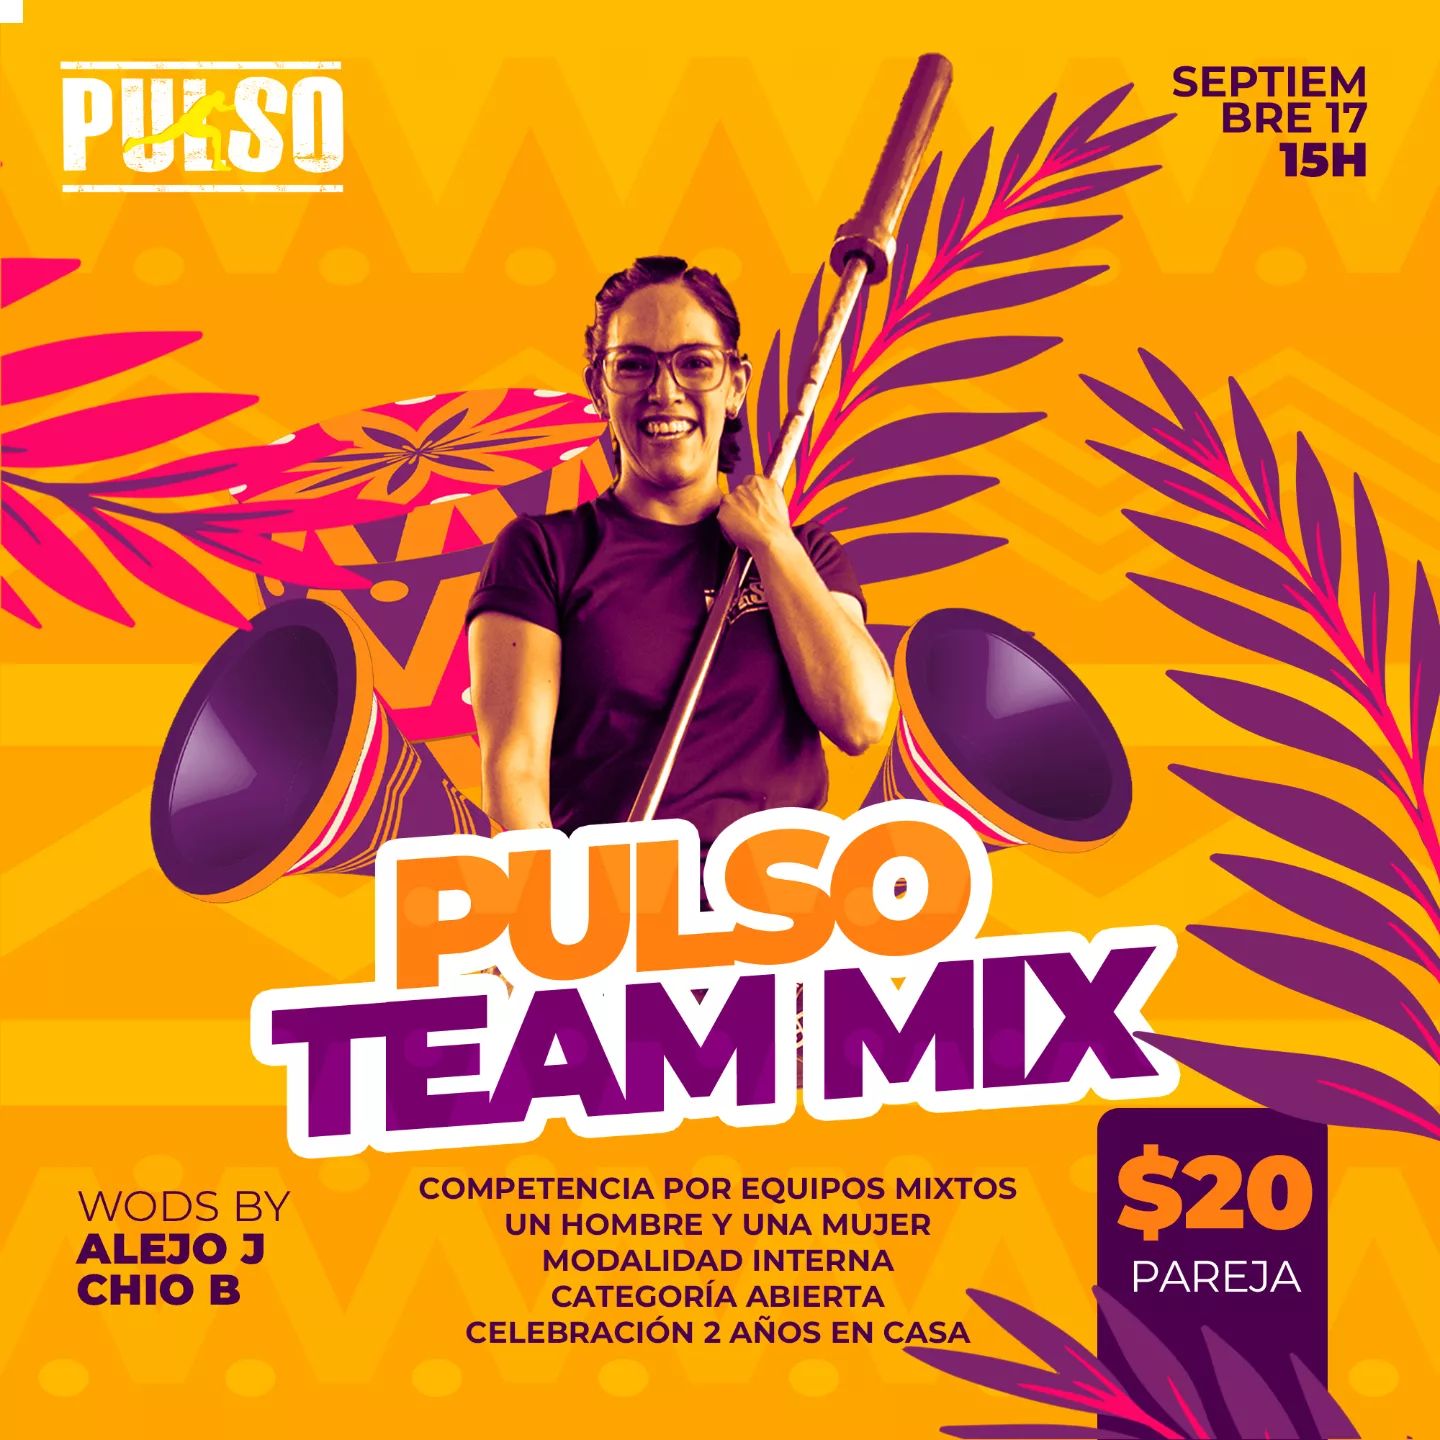 PULSO
SEPTIEM
BRE 17
15H
PULSO
TEAM MIX
WODS BY
ALEJO J
CHIO B
COMPETENCIA POR EQUIPOS MIXTOS
UN HOMBRE Y UNA MUJER
MODALIDAD INTERNA
CATEGORÍA ABIERTA
CELEBRACIÓN 2 AÑOS EN CASA
$20
PAREJA